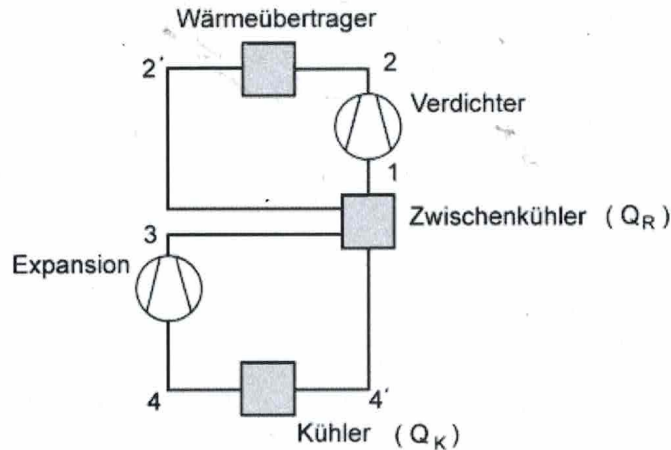 Wärmeübertrager
2´
2
Verdichter
1
Zwischenkühler ( Q_R )
3
Expansion
4
4´
Kühler ( Q_K )